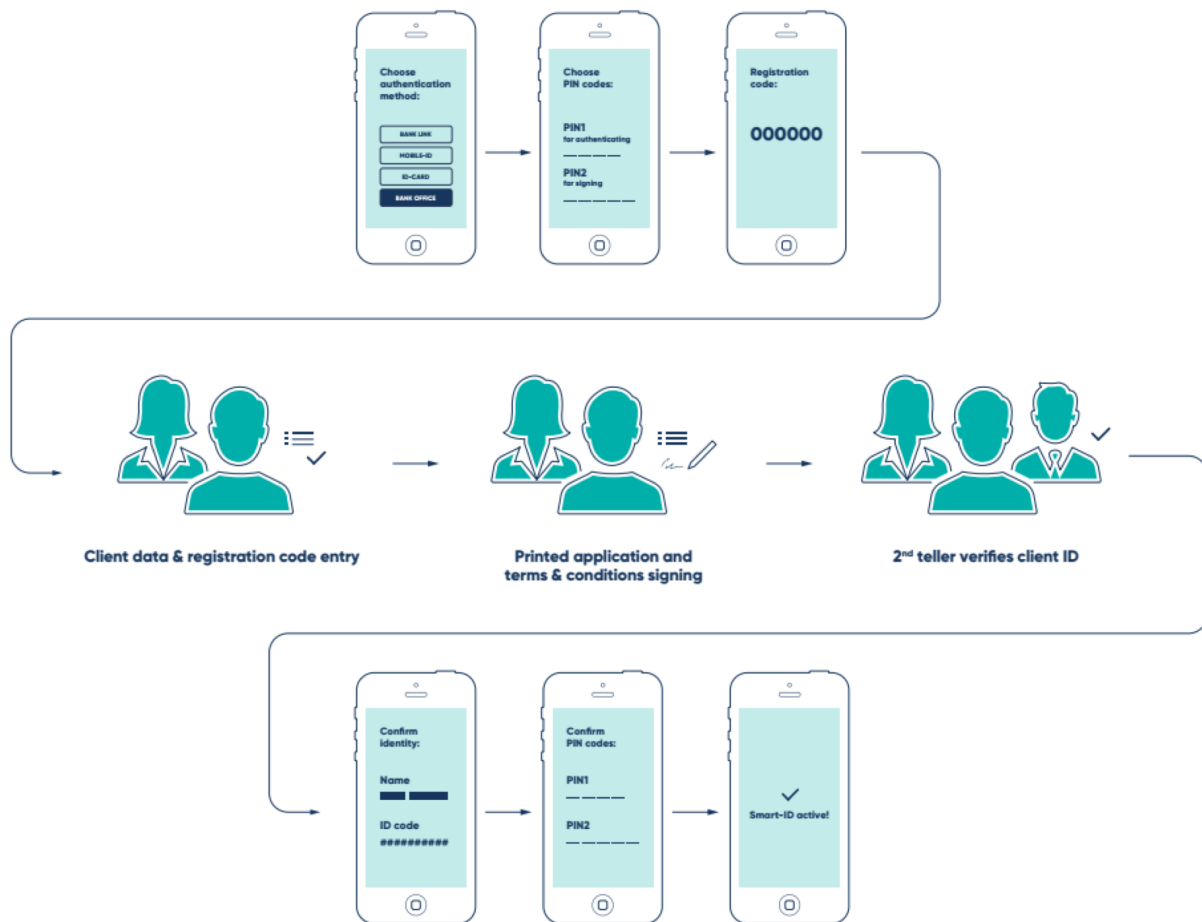 Choose
authentication
method:
BANK LINK
MOBILE-ID
ID-CARD
BANK OFFICE
Choose
PIN codes:
PIN1
for authenticating
PIN2
for signing
Registration
code:
000000
Client data & registration code entry
Printed application and
terms & conditions signing
2nd teller verifies client ID
Confirm
identity:
Name
ID code
##########
Confirm
PIN codes:
PIN1
PIN2
Smart-ID active!